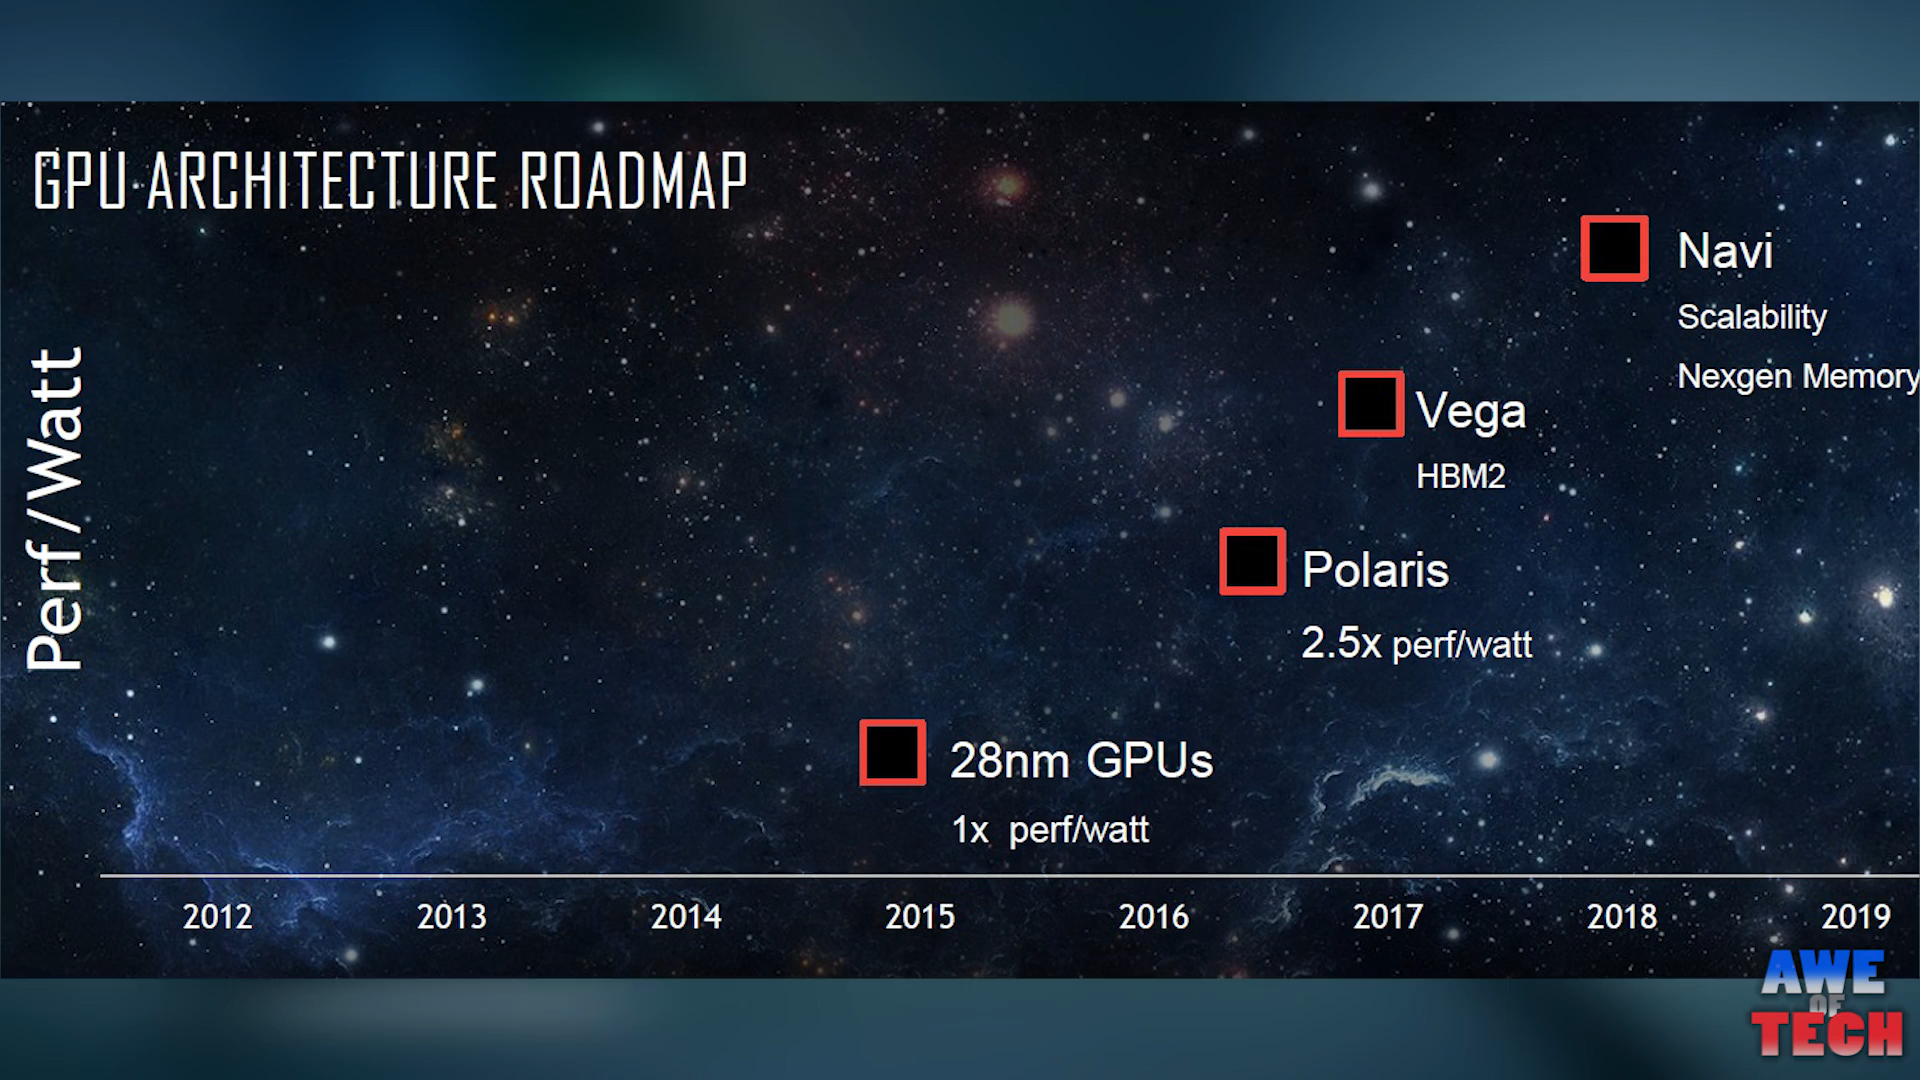 GPU ARCHITECTURE ROADMAP
Navi
Scalability
Nexgen Memory
Vega
HBM2
Perf/Watt
Polaris
2.5x perf/watt
28nm GPUs
1x perf/watt
2012 2013 2014 2015 2016 2017 2018 2019
AWE
OF
TECH